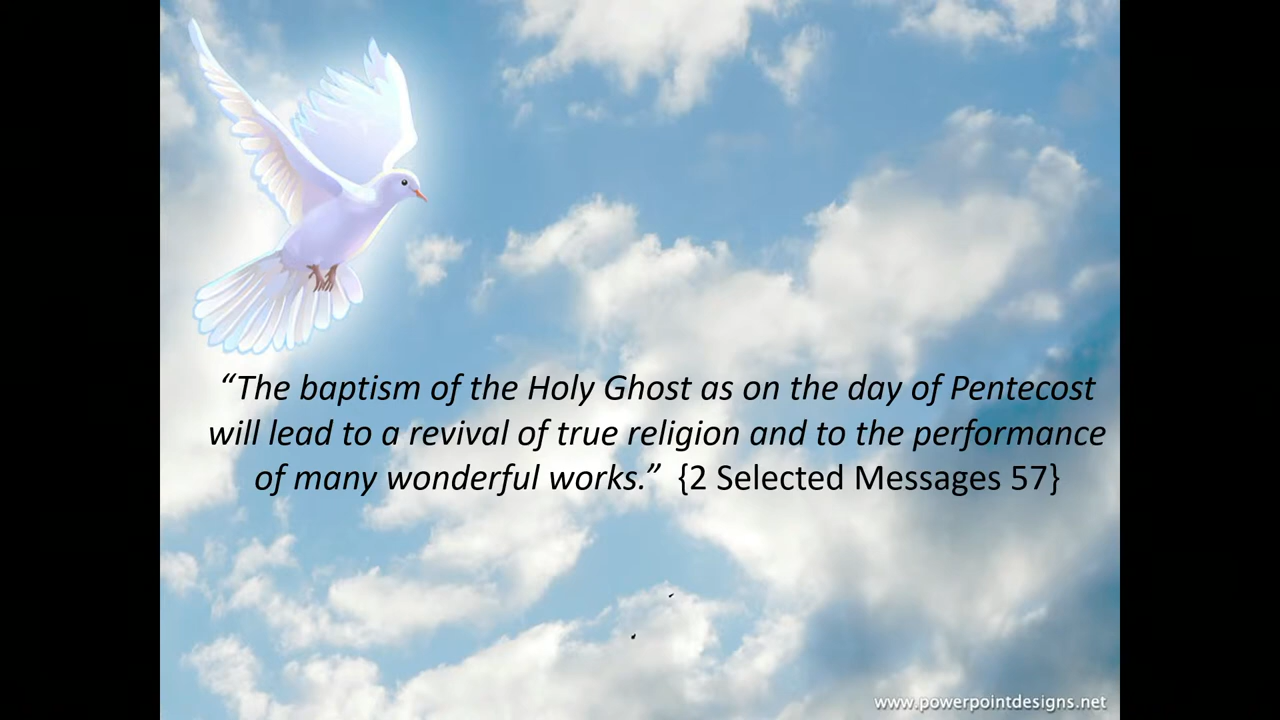 “The baptism of the Holy Ghost as on the day of Pentecost
will lead to a revival of true religion and to the performance
of many wonderful works.” {2 Selected Messages 57}
www.powerpointdesigns.net